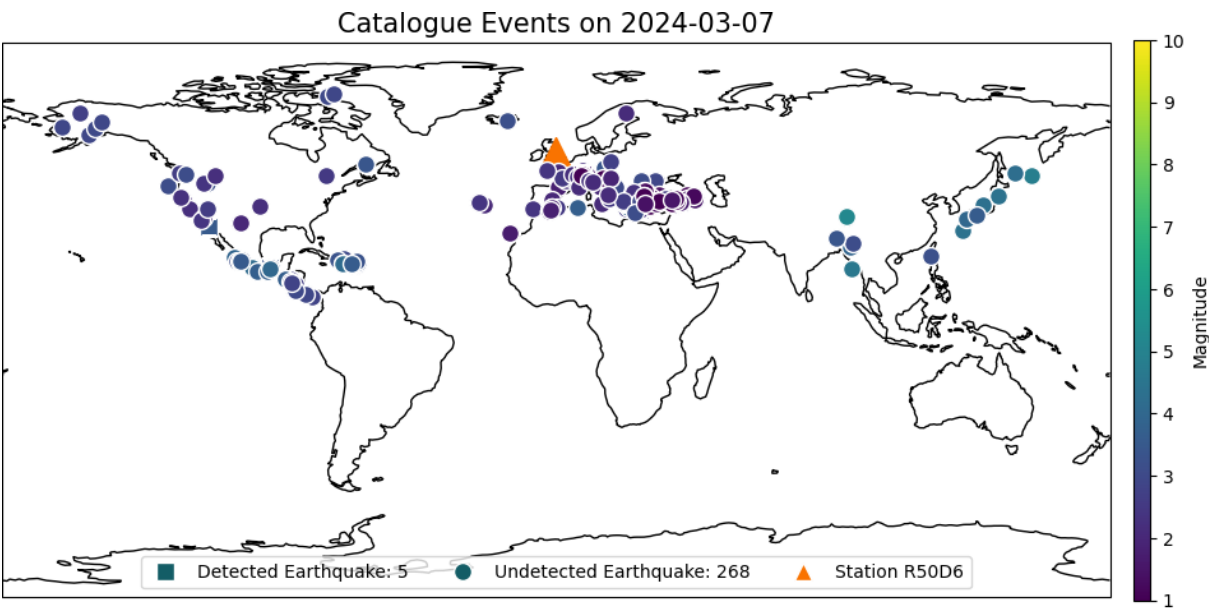 Catalogue Events on 2024-03-07
10
9
8
7
6
5
4
3
2
1
Magnitude
Detected Earthquake: 5
Undetected Earthquake: 268
Station R50D6